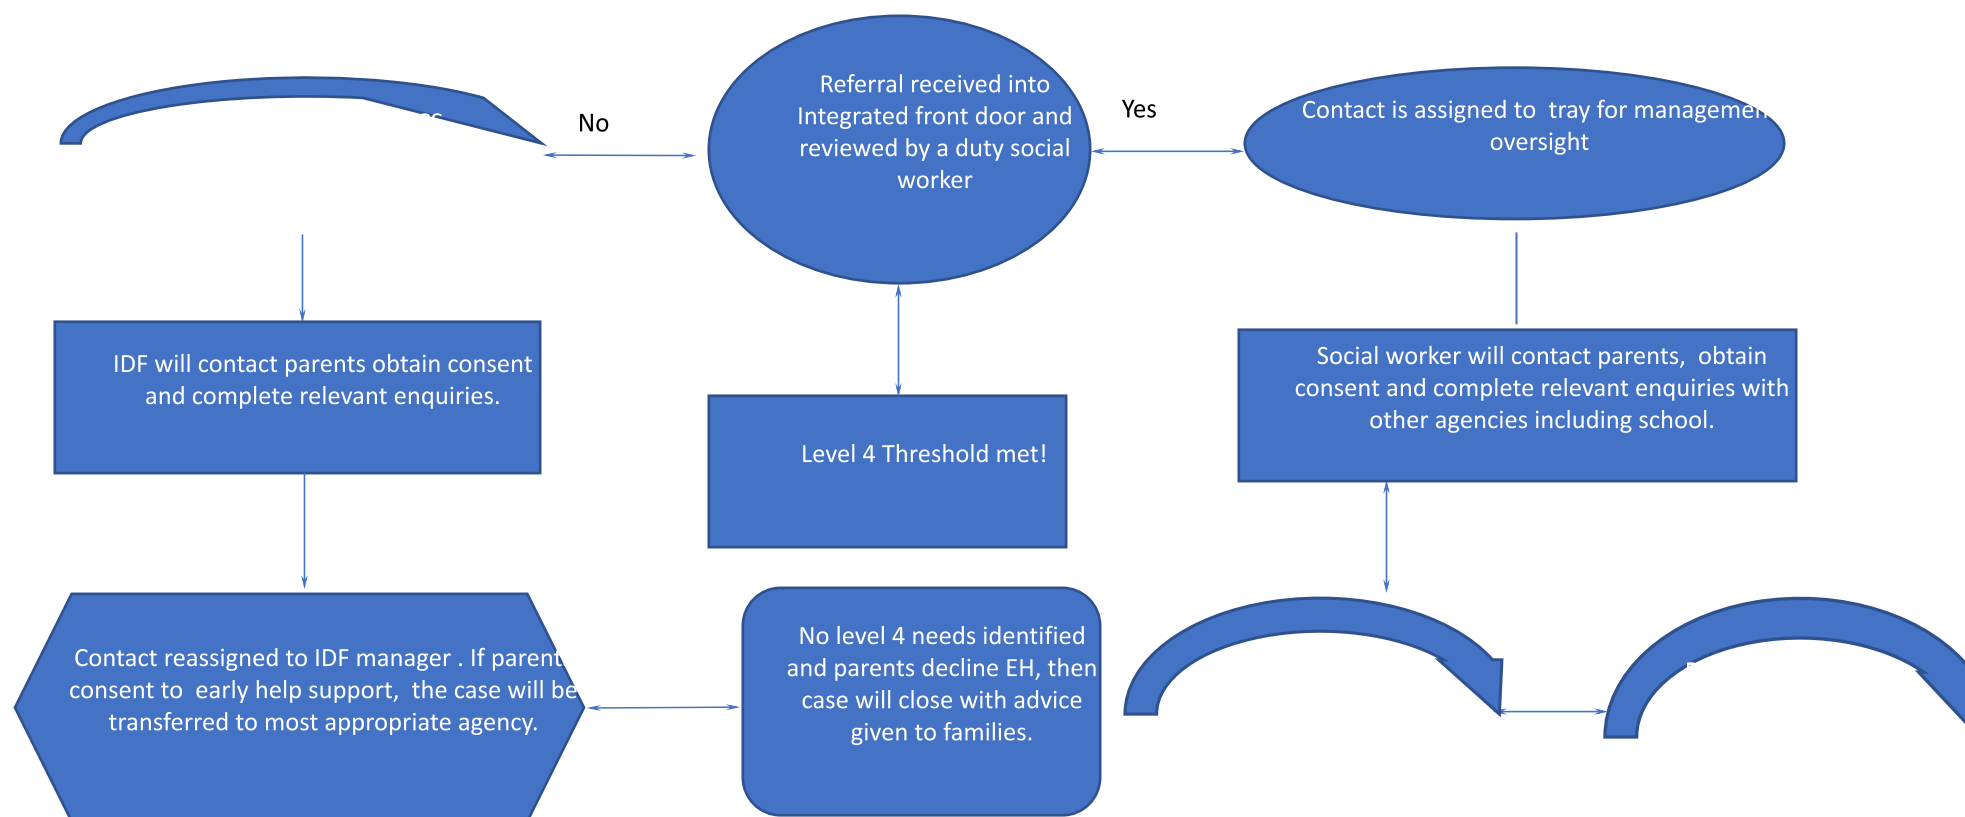 Referral received into
Integrated front door and
reviewed by a duty social
worker
No
Yes
Contact is assigned to  tray for managemen
oversight
IDF will contact parents obtain consent
and complete relevant enquiries.
Level 4 Threshold met!
Social worker will contact parents,  obtain
consent and complete relevant enquiries with
other agencies including school.
Contact reassigned to IDF manager . If parent
consent to  early help support,  the case will be
transferred to most appropriate agency.
No level 4 needs identified
and parents decline EH, then
case will close with advice
given to families.